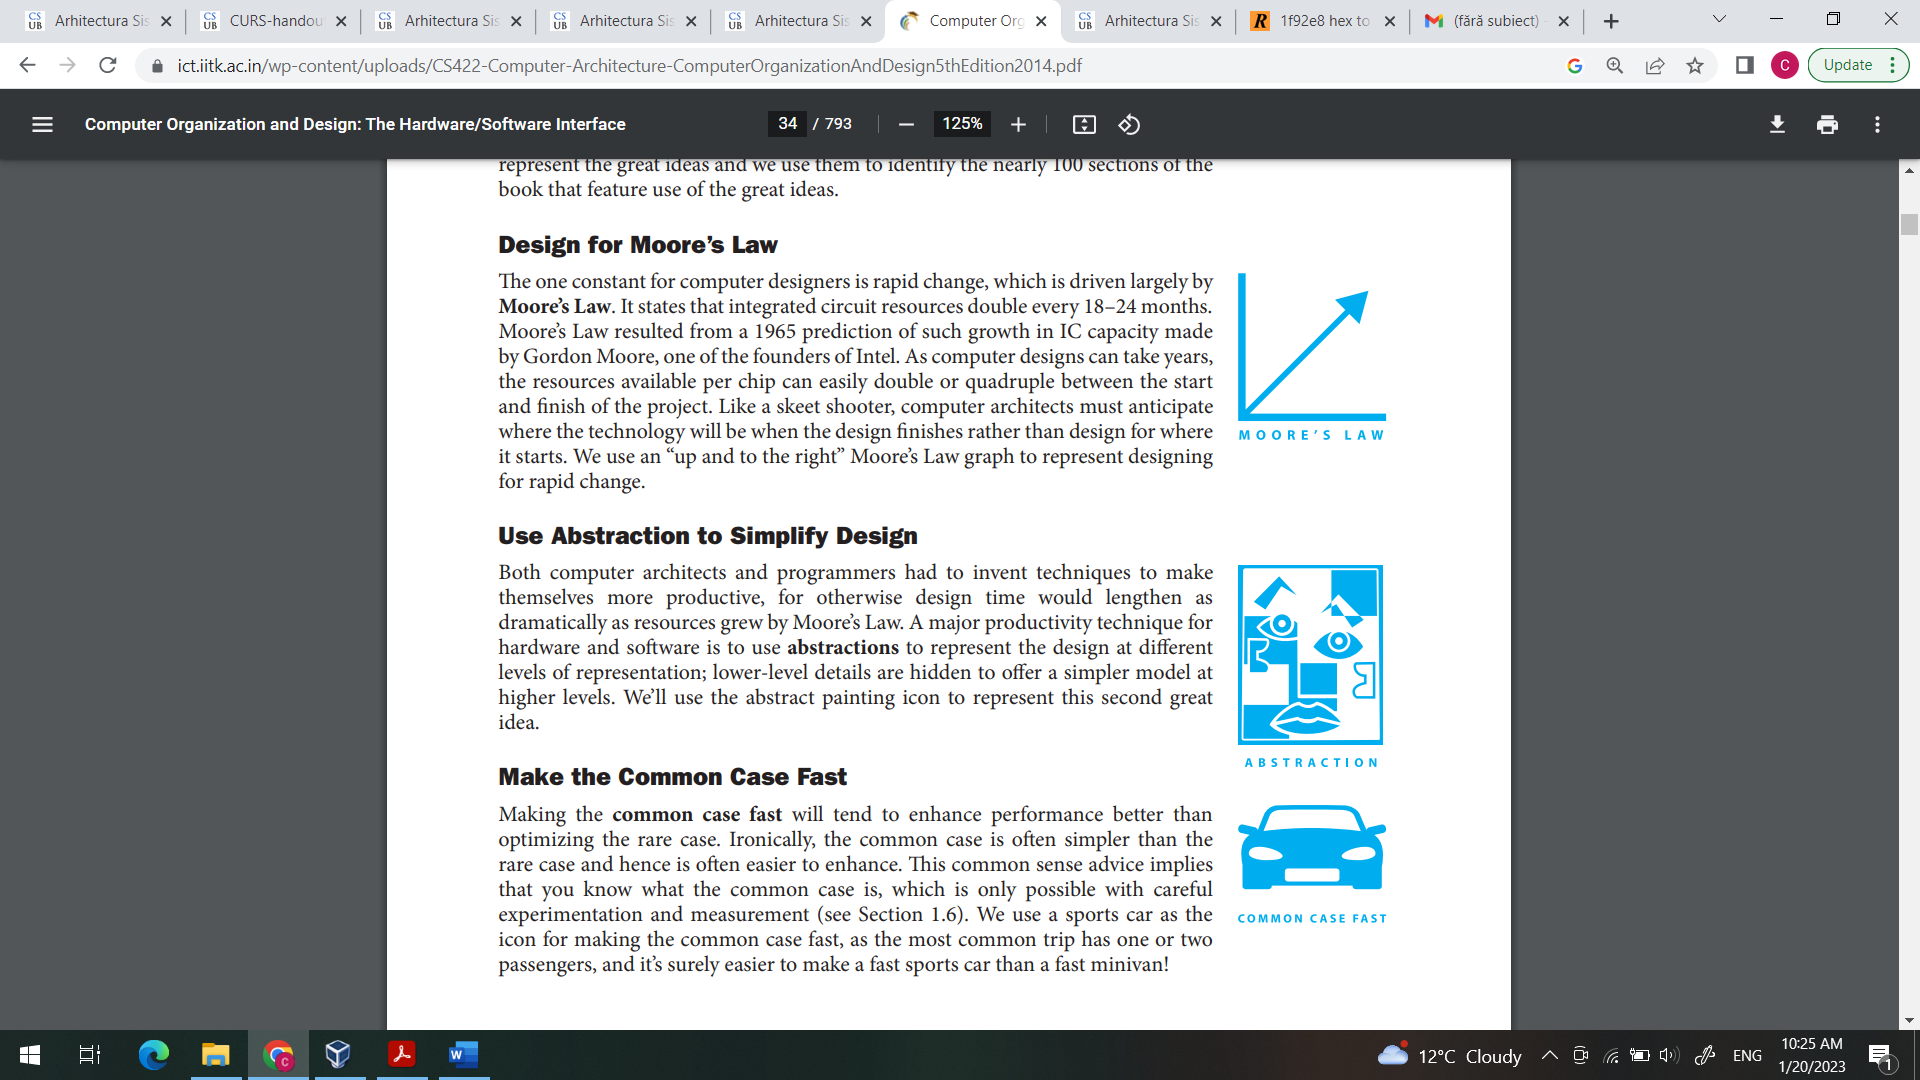 Arhitectura Sis
CURS-handou
Arhitectura Sis
Arhitectura Sis
Arhitectura Sis
Computer Org
Arhitectura Sis
1f92e8 hex to
(fără subiect)
ict.iitk.ac.in/wp-content/uploads/CS422-Computer-Architecture-ComputerOrganizationAndDesign5thEdition2014.pdf
C
Update
Computer Organization and Design: The Hardware/Software Interface
34 / 793
125%
represent the great ideas and we use them to identify the nearly 100 sections of the
book that feature use of the great ideas.
Design for Moore's Law
The one constant for computer designers is rapid change, which is driven largely by
Moore's Law. It states that integrated circuit resources double every 18–24 months.
Moore's Law resulted from a 1965 prediction of such growth in IC capacity made
by Gordon Moore, one of the founders of Intel. As computer designs can take years,
the resources available per chip can easily double or quadruple between the start
and finish of the project. Like a skeet shooter, computer architects must anticipate
where the technology will be when the design finishes rather than design for where
it starts. We use an “up and to the right” Moore's Law graph to represent designing
for rapid change.
MOORE'S LAW
Use Abstraction to Simplify Design
Both computer architects and programmers had to invent techniques to make
themselves more productive, for otherwise design time would lengthen as
dramatically as resources grew by Moore's Law. A major productivity technique for
hardware and software is to use abstractions to represent the design at different
levels of representation; lower-level details are hidden to offer a simpler model at
higher levels. We'll use the abstract painting icon to represent this second great
idea.
ABSTRACTION
Make the Common Case Fast
Making the common case fast will tend to enhance performance better than
optimizing the rare case. Ironically, the common case is often simpler than the
rare case and hence is often easier to enhance. This common sense advice implies
that you know what the common case is, which is only possible with careful
experimentation and measurement (see Section 1.6). We use a sports car as the
icon for making the common case fast, as the most common trip has one or two
passengers, and it's surely easier to make a fast sports car than a fast minivan!
COMMON CASE FAST
12°C Cloudy
ENG
10:25 AM
1/20/2023
1